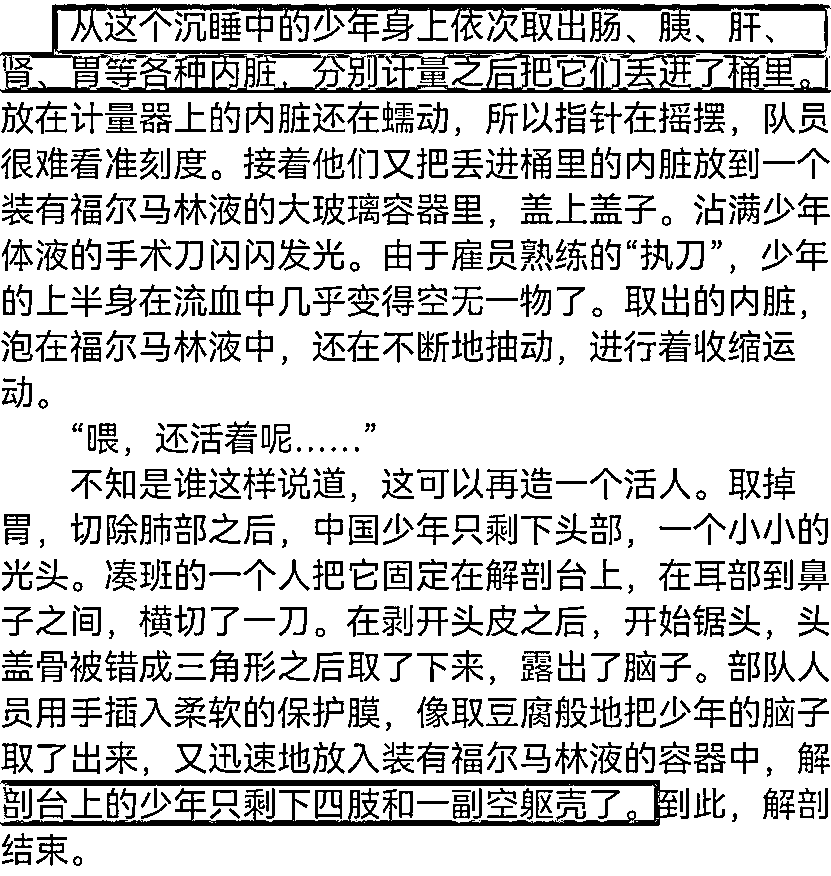 从这个沉睡中的少年身上依次取出肠、胰、肝、
肾、胃等各种内脏，分别计量之后把它们丢进了桶里。
放在计量器上的内脏还在蠕动，所以指针在摇摆，队员
很难看准刻度。接着他们又把丢进桶里的内脏放到一个
装有福尔马林液的大玻璃容器里，盖上盖子。沾满少年
体液的手术刀闪闪发光。由于雇员熟练的“执刀”，少年
的上半身在流血中几乎变得空无一物了。取出的内脏，
泡在福尔马林液中，还在不断地抽动，进行着收缩运
动。
“喂，还活着呢……”
不知是谁这样说道，这可以再造一个活人。取掉
胃，切除肺部之后，中国少年只剩下头部，一个小小的
光头。凑班的一个人把它固定在解剖台上，在耳部到鼻
子之间，横切了一刀。在剥开头皮之后，开始锯头，头
盖骨被错成三角形之后取了下来，露出了脑子。部队人
员用手插入柔软的保护膜，像取豆腐般地把少年的脑子
取了出来，又迅速地放入装有福尔马林液的容器中，解
剖台上的少年只剩下四肢和一副空躯壳了。到此，解剖
结束。